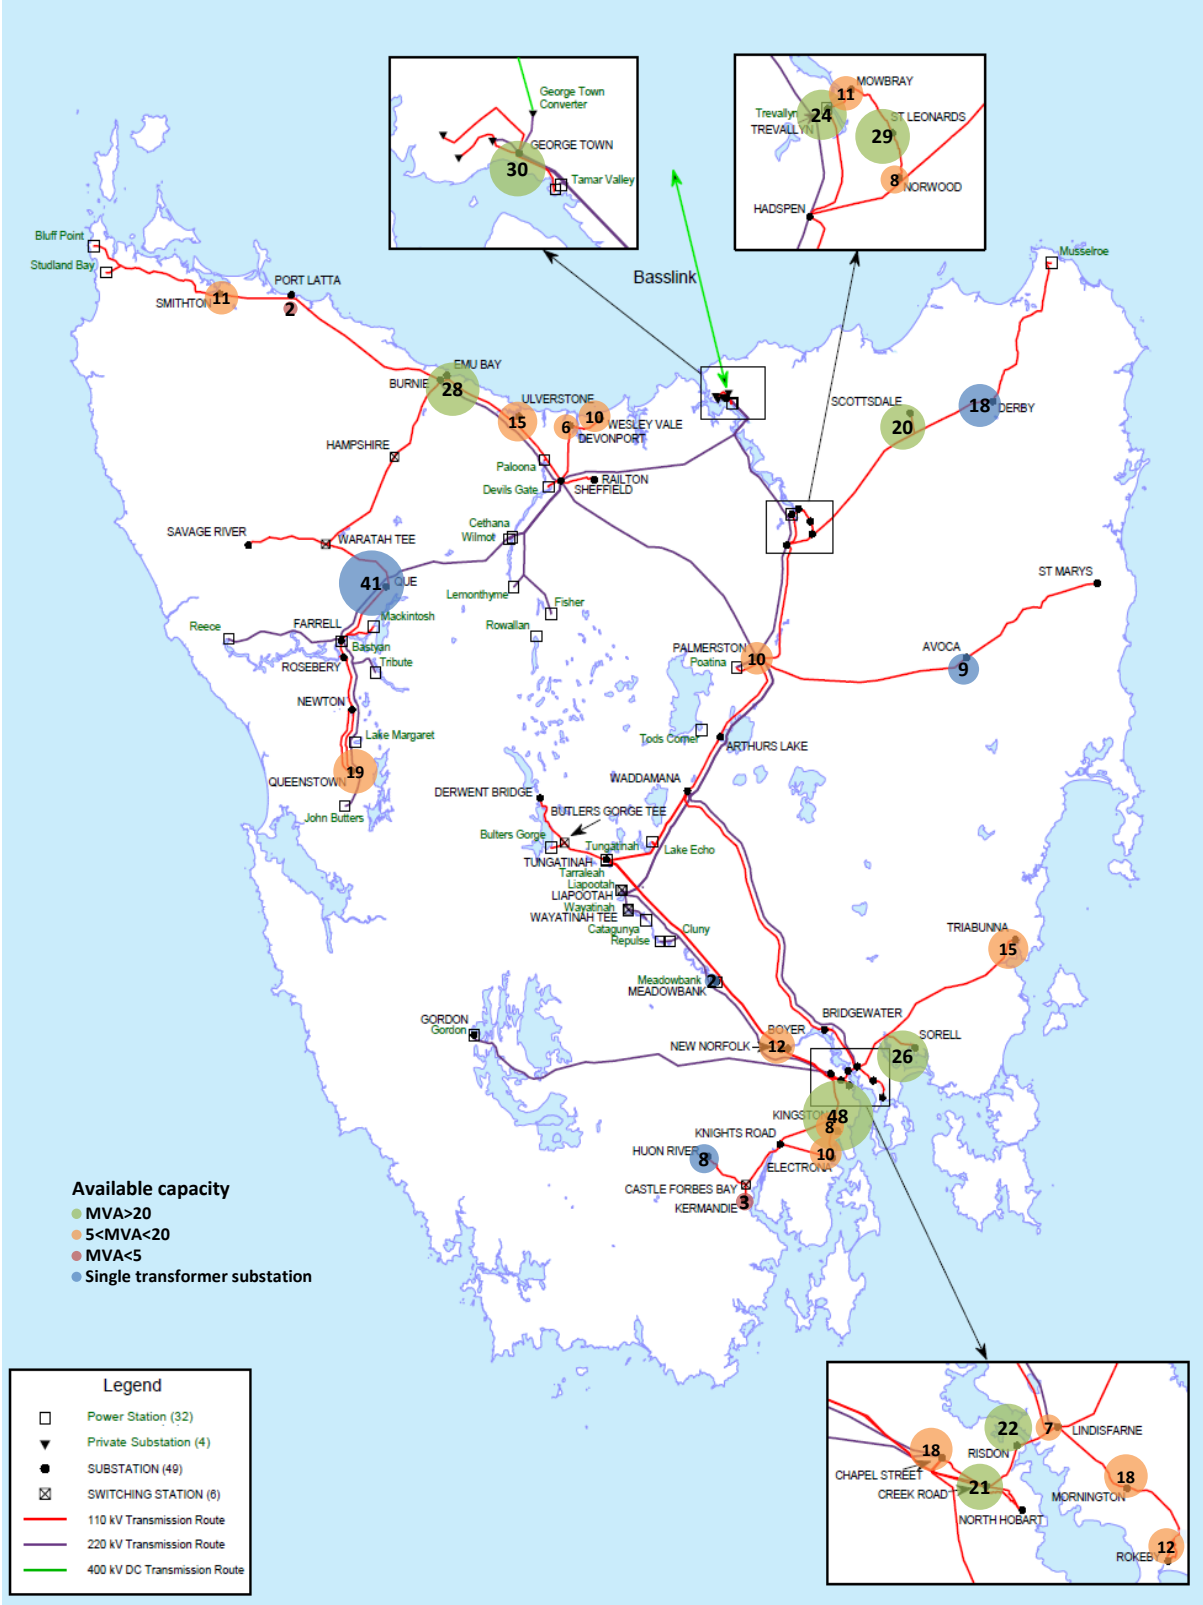 George Town
Converter
GEORGE TOWN
30
Tamar Valley
MOWBRAY
11
Trevallyn
24
TREVALLYN
ST LEONARDS
29
8
NORWOOD
HADSPEN
Basslink
Bluff Point
Studland Bay
SMITHTON
11
PORT LATTA
2
Musselroe
EMU BAY
BURNIE
28
ULVERSTONE
15
10
6
WESLEY VALE
DEVONPORT
SCOTTSDALE
20
18
DERBY
HAMPSHIRE
Paloona
Devils Gate
RAILTON
SHEFFIELD
SAVAGE RIVER
WARATAH TEE
Cethana
Wilmot
41
QUE
Lemonthyme
Fisher
Rowallan
ST MARYS
Reece
FARRELL
Mackintosh
Bastyan
ROSEBERY
Tribute
PALMERSTON
Poatina
10
AVOCA
9
NEWTON
Lake Margaret
Tods Corner
ARTHURS LAKE
QUEENSTOWN
19
John Butters
WADDAMANA
DERWENT BRIDGE
BUTLERS GORGE TEE
Bulters Gorge
Tungatinah
Lake Echo
TUNGATINAH
Tarraleah
Liapootah
LIAPOOTAH
Wayatinah
WAYATINAH TEE
Catagunya
Cluny
Repulse
TRIABUNNA
15
Meadowbank
2
MEADOWBANK
GORDON
Gordon
BRIDGEWATER
BOYER
NEW NORFOLK
12
SORELL
26
KINGSTON
48
8
KNIGHTS ROAD
HUON RIVER
8
10
ELECTRONA
CASTLE FORBES BAY
KERMANDIE
3
Available capacity
MVA>20
5<MVA<20
MVA<5
Single transformer substation
Legend
Power Station (32)
Private Substation (4)
SUBSTATION (49)
SWITCHING STATION (6)
110 kV Transmission Route
220 kV Transmission Route
400 kV DC Transmission Route
22
7
LINDISFARNE
RISDON
18
CHAPEL STREET
CREEK ROAD
21
18
MORNINGTON
NORTH HOBART
12
ROKEBY